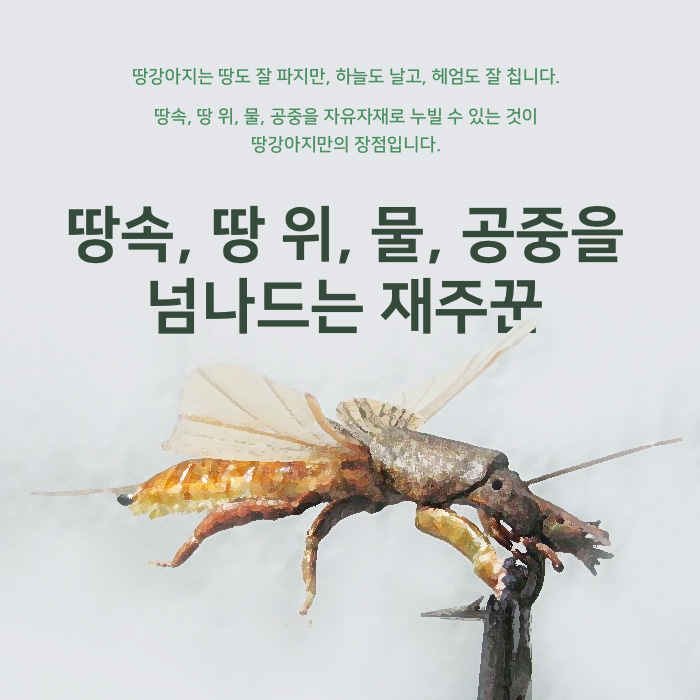 땅강아지는 땅도 잘 파지만, 하늘도 날고, 헤엄도 잘 칩니다.
땅속, 땅 위, 물, 공중을 자유자재로 누빌 수 있는 것이
땅강아지만의 장점입니다.
땅속, 땅 위, 물, 공중을
넘나드는 재주꾼